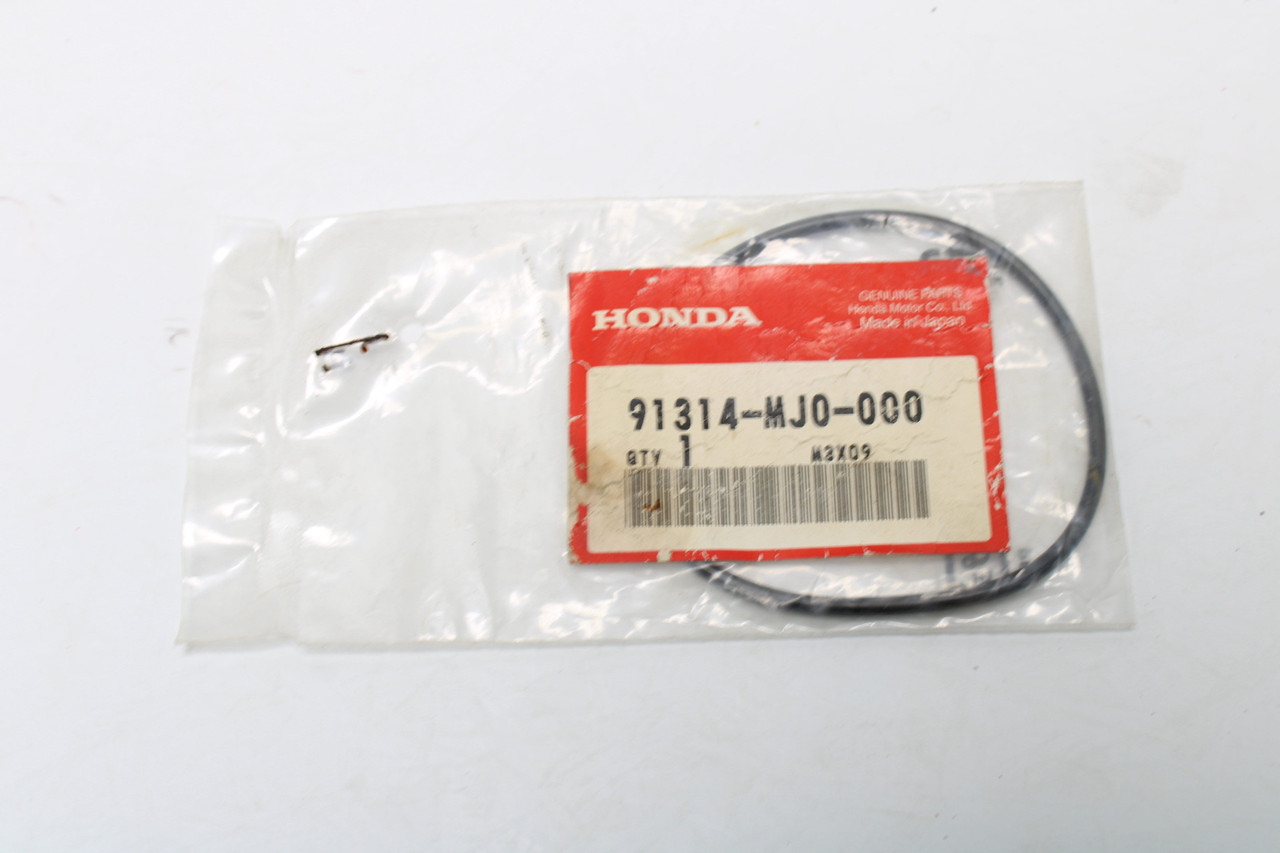 HONDA
GENUINE PARTS
Honda Motor Co., Ltd.
Made in Japan
91314-MJ0-000
QTY 1 M3X09